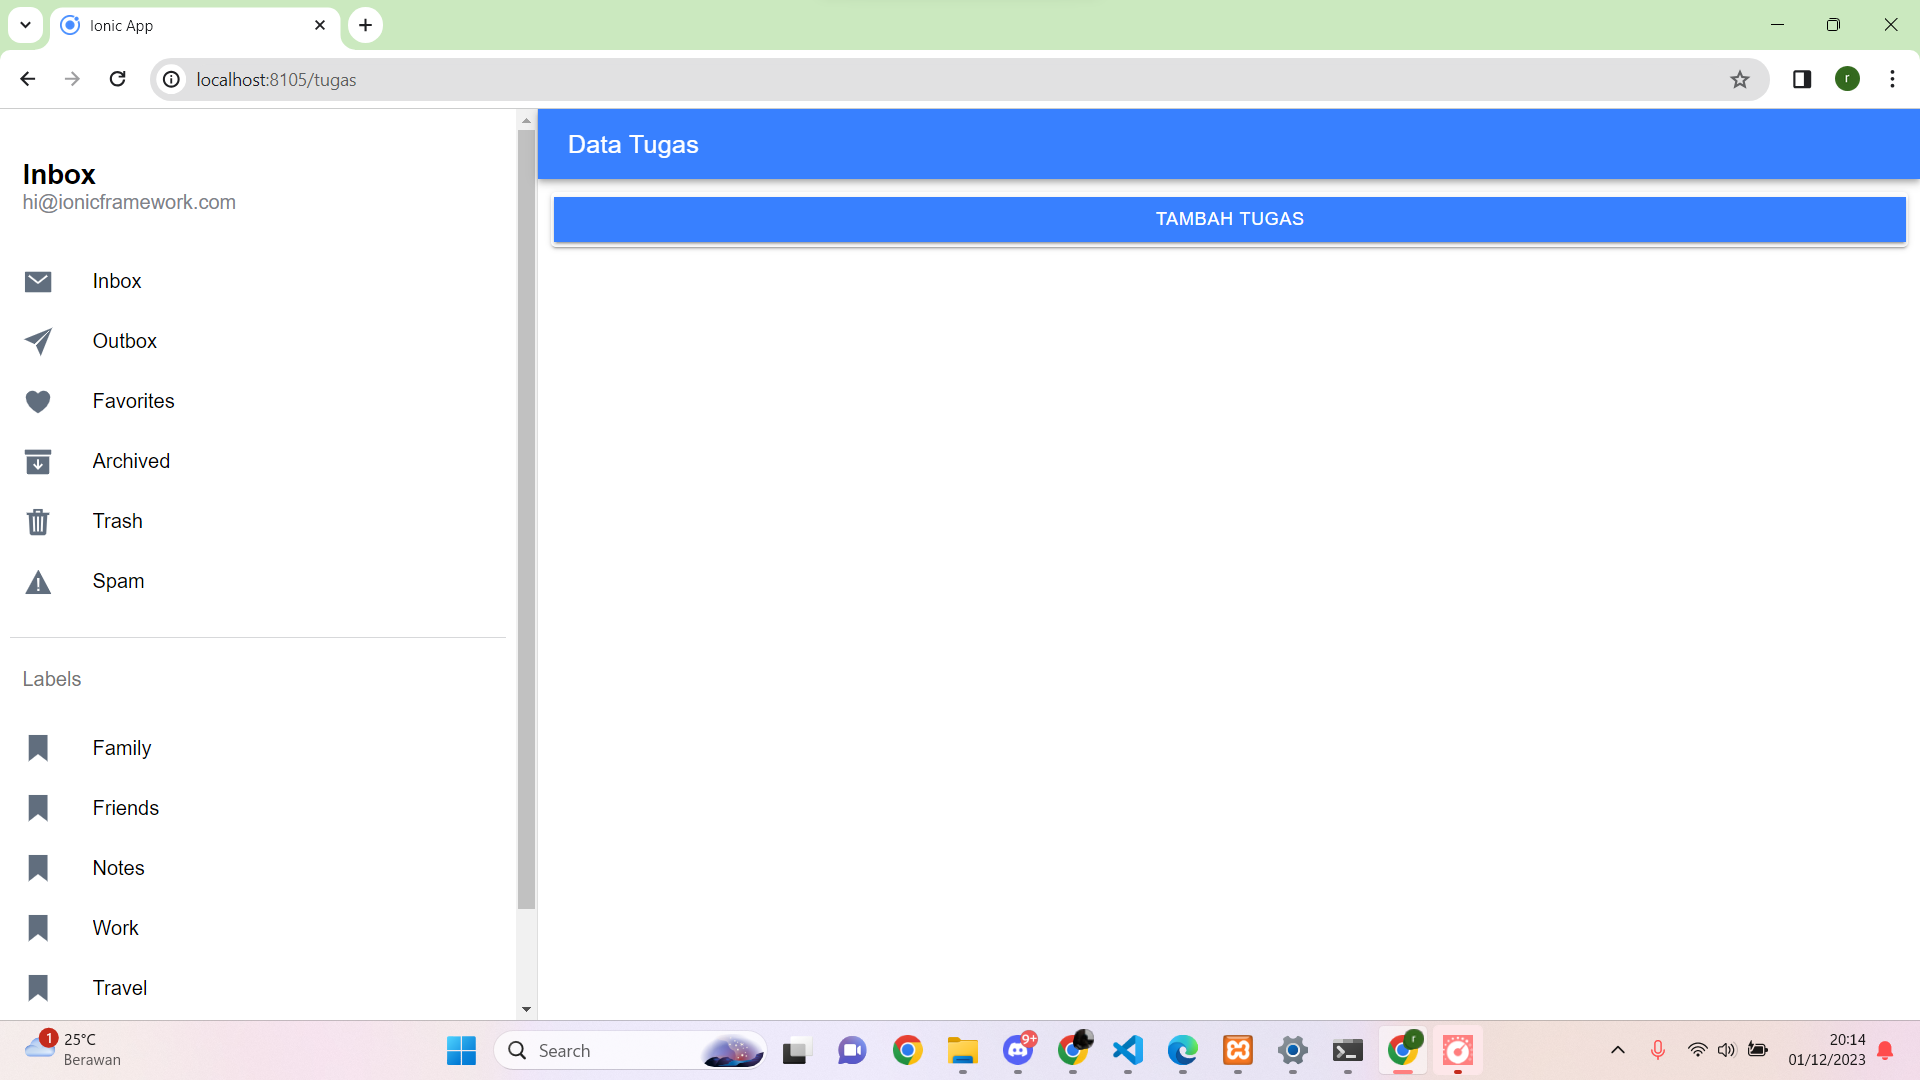 Ionic App
localhost:8105/tugas
r
Inbox
hi@ionicframework.com
Inbox
Outbox
Favorites
Archived
Trash
Spam
Labels
Family
Friends
Notes
Work
Travel
Data Tugas
TAMBAH TUGAS
1
25°C
Berawan
Search
9+
r
20:14
01/12/2023